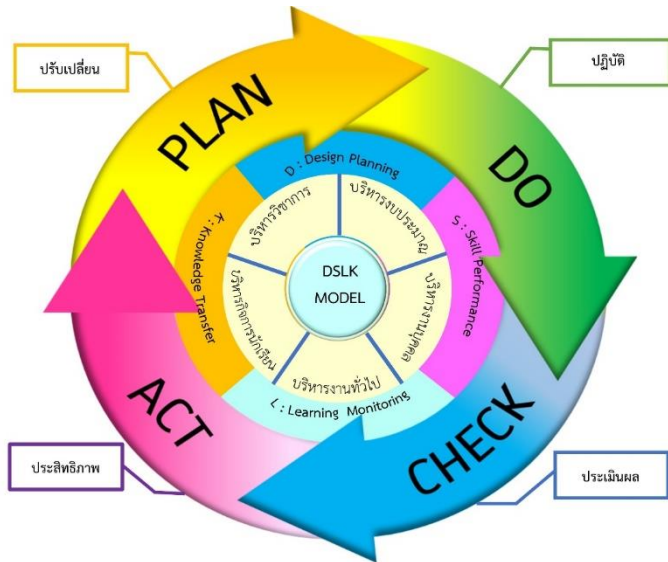 ปรับเปลี่ยน
ปฏิบัติ
PLAN
DO
D : Design Planning
K : Knowledge Transfer
S : Skill Performance
บริหารวิชาการ
บริหารงบประมาณ
DSLK
MODEL
บริหารกิจการนักเรียน
บริหารงานบุคคล
บริหารงานทั่วไป
L : Learning Monitoring
ACT
CHECK
ประสิทธิภาพ
ประเมินผล